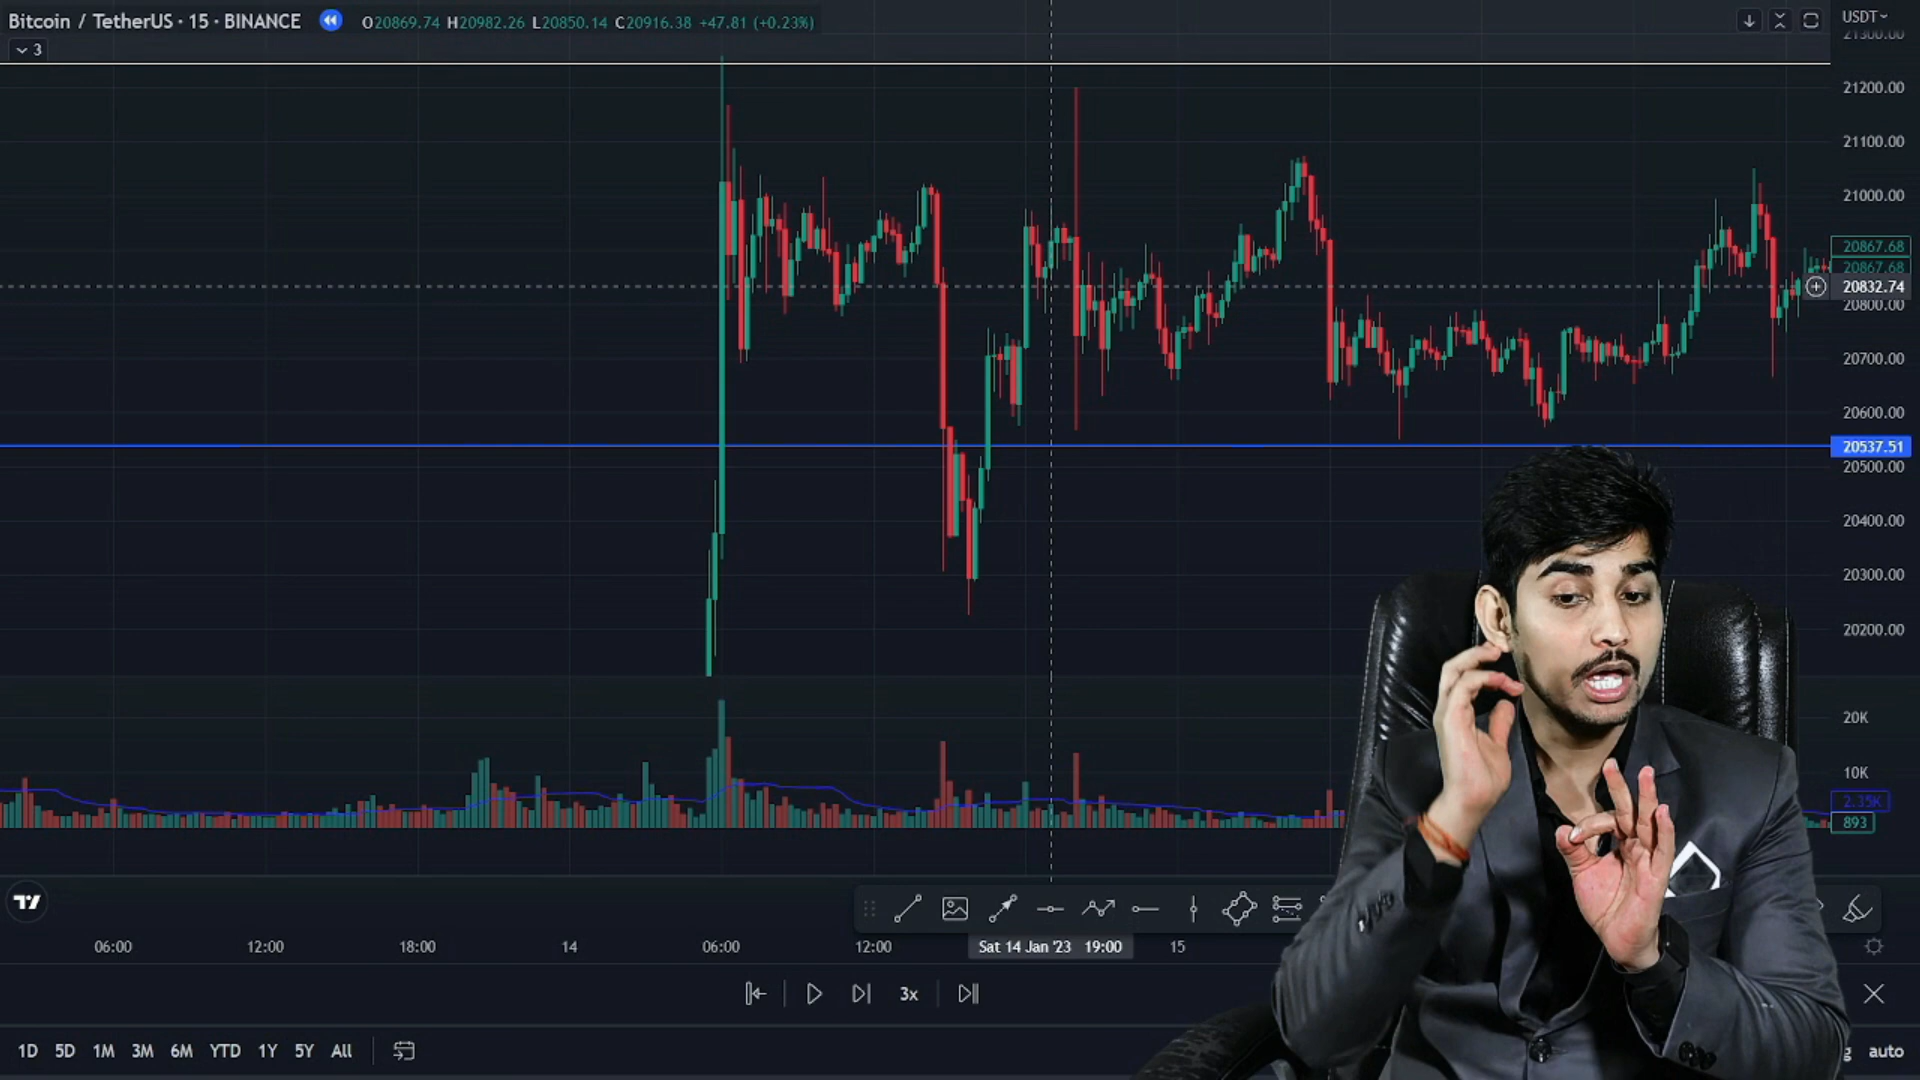 Bitcoin / TetherUS · 15 · BINANCE O20869.74 H20982.26 L20850.14 C20916.38 +47.81 (+0.23%)
USDT
3
21300.00
21200.00
21100.00
21000.00
20867.68
20867.68
20832.74
20800.00
20700.00
20600.00
20537.51
20500.00
20400.00
20300.00
20200.00
20K
10K
2.35K
893
06:00 12:00 18:00 14 06:00 12:00 Sat 14 Jan '23 19:00 15
3x
1D 5D 1M 3M 6M YTD 1Y 5Y All
auto